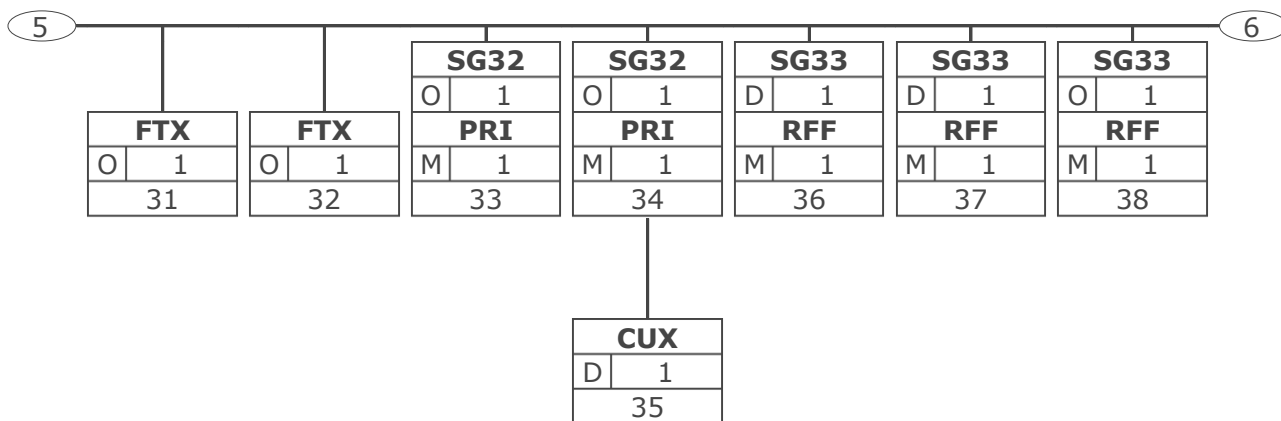 5
6
SG32
SG32
SG33
SG33
SG33
O 1
O 1
D 1
D 1
O 1
FTX
FTX
PRI
PRI
RFF
RFF
RFF
O 1
O 1
M 1
M 1
M 1
M 1
M 1
31
32
33
34
36
37
38
CUX
D 1
35